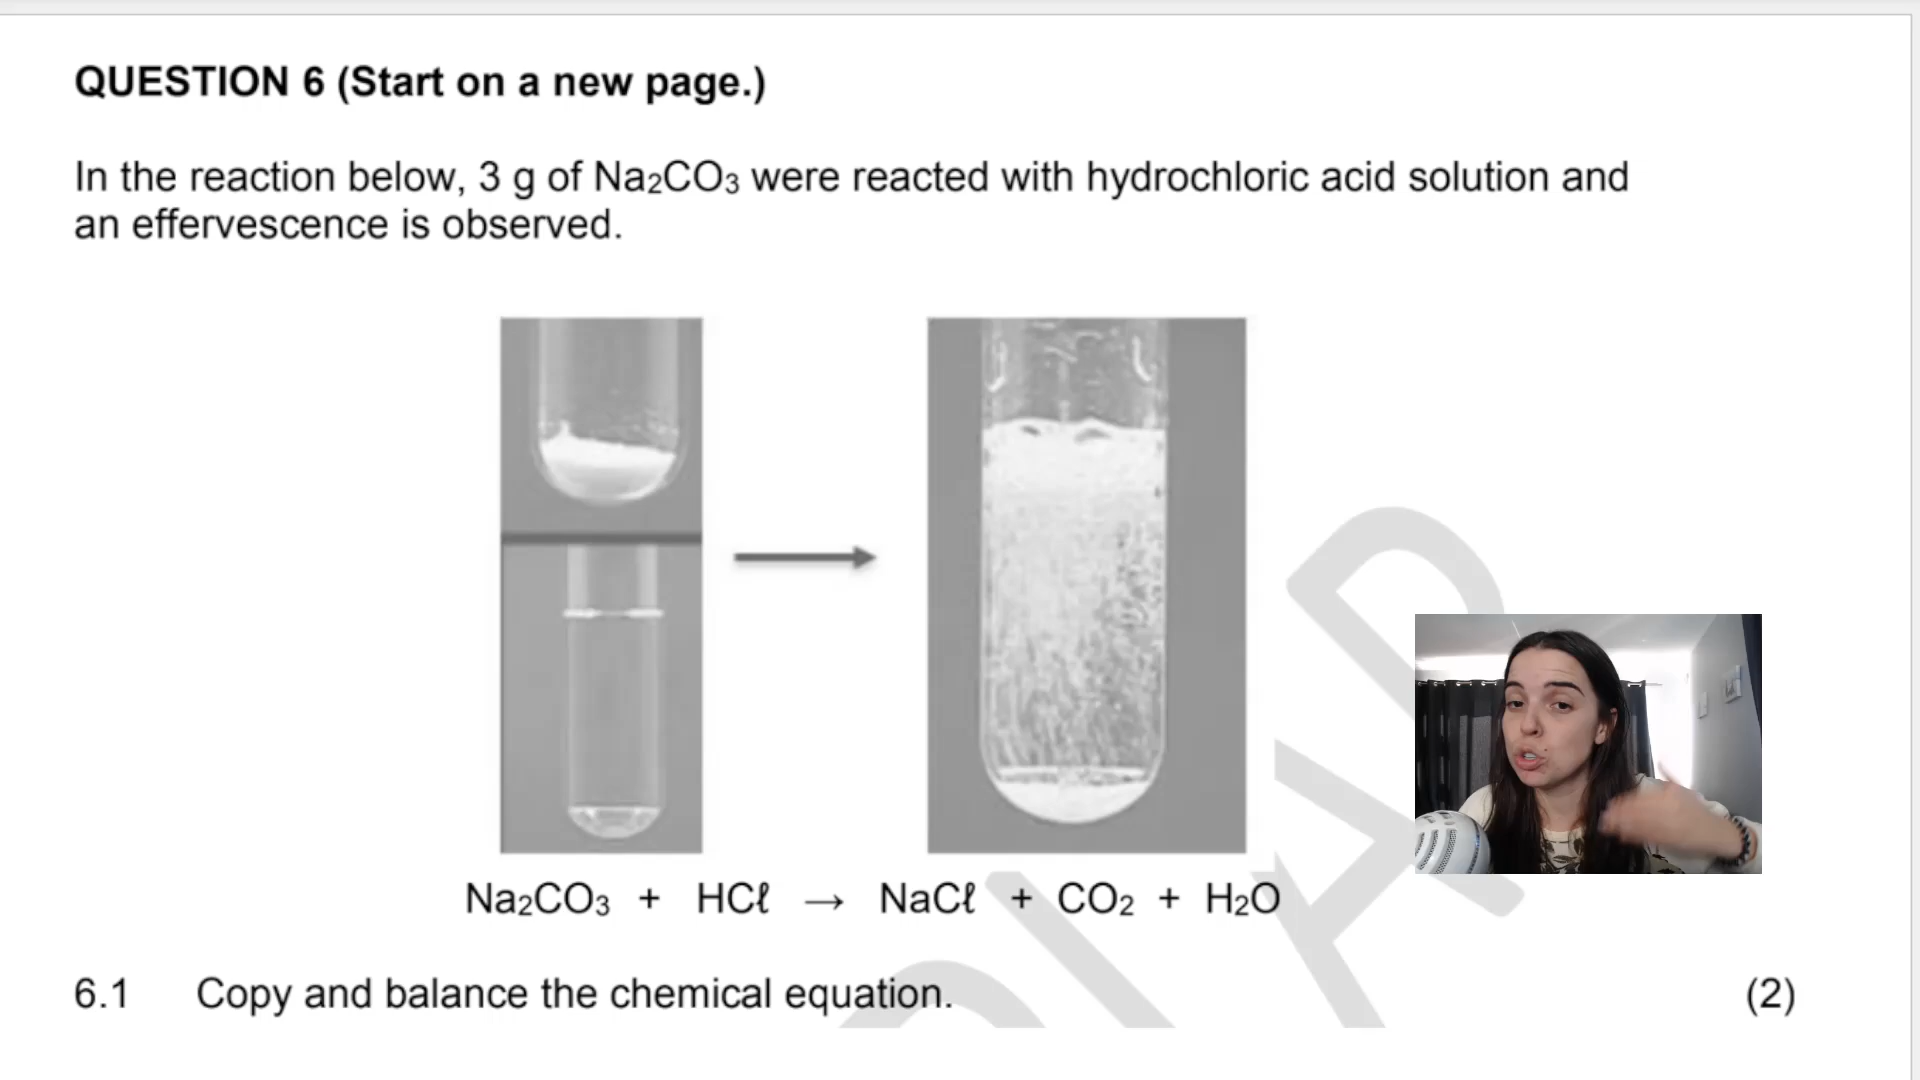 QUESTION 6 (Start on a new page.)
In the reaction below, 3 g of Na₂CO₃ were reacted with hydrochloric acid solution and
an effervescence is observed.
Na₂CO₃ + HCℓ → NaCℓ + CO₂ + H₂O
6.1 Copy and balance the chemical equation. (2)